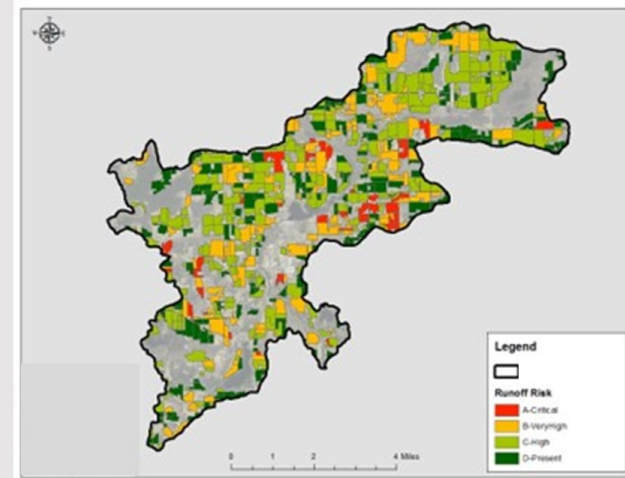 N
W E
S
Legend
Runoff Risk
A-Critical
B-VeryHigh
C-High
D-Present
0 1 2 4 Miles